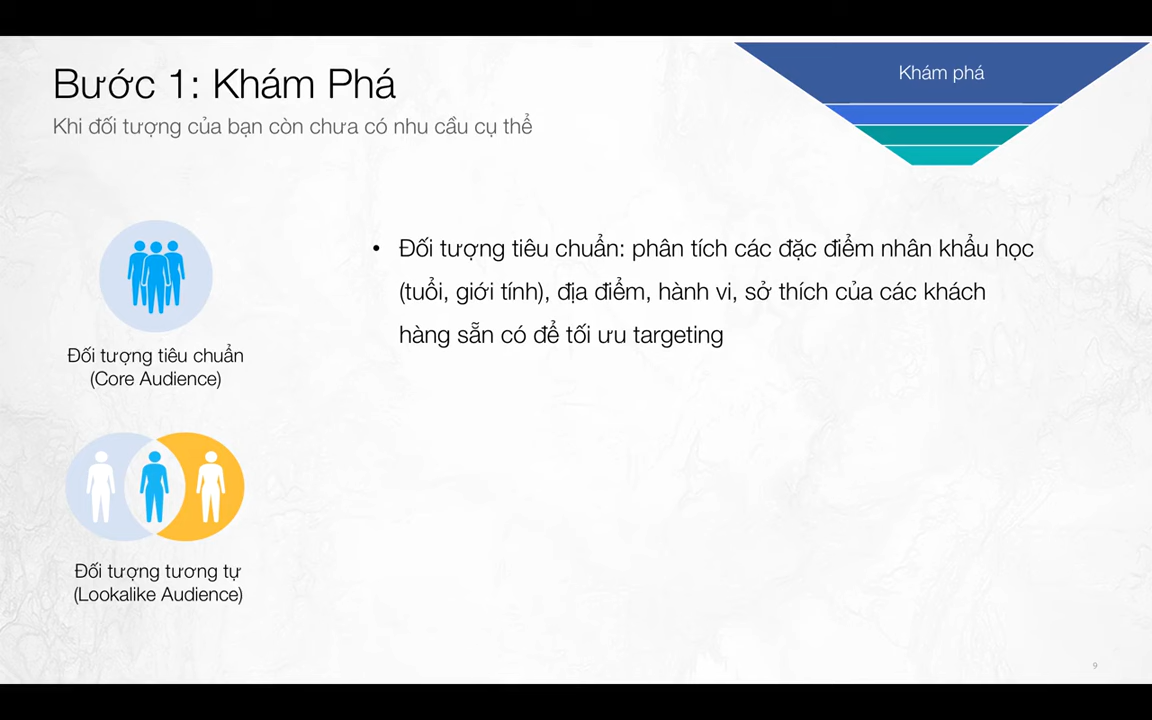 Bước 1: Khám Phá
Khi đối tượng của bạn còn chưa có nhu cầu cụ thể
Khám phá
Đối tượng tiêu chuẩn
(Core Audience)
• Đối tượng tiêu chuẩn: phân tích các đặc điểm nhân khẩu học
(tuổi, giới tính), địa điểm, hành vi, sở thích của các khách
hàng sẵn có để tối ưu targeting
Đối tượng tương tự
(Lookalike Audience)
9